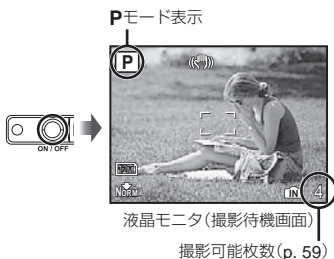 Pモード表示
P
ON / OFF
12M
NORM
IN 4
液晶モニタ(撮影待機画面)
撮影可能枚数(p. 59)